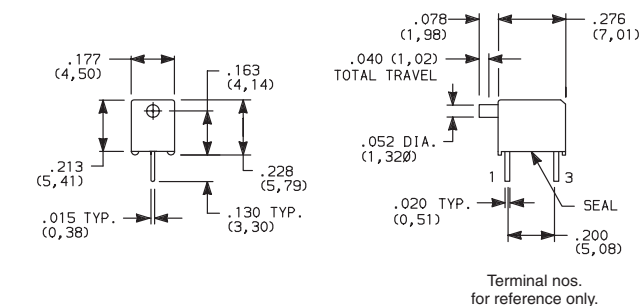 .177
(4,50)
.163
(4,14)
.213
(5,41)
.228
(5,79)
.015 TYP.
(0,38)
.130 TYP.
(3,30)
.078
(1,98)
.276
(7,01)
.040 (1,02)
TOTAL TRAVEL
.052 DIA.
(1,32Ø)
1
3
.020 TYP.
(0,51)
SEAL
.200
(5,08)
Terminal nos.
for reference only.